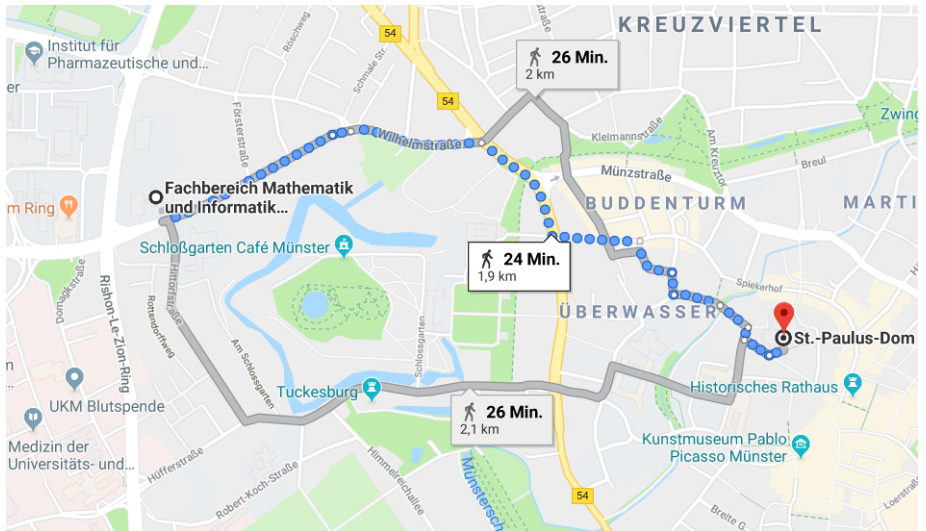 KREUZVIERTEL
Institut für
Pharmazeutische und...
Röschweg
Schmale Str.
54
26 Min.
2 km
54
Försterstraße
Wilhelmstraße
Kleimannstraße
Am Kreuztor
Zwing
Breul
Münzstraße
Fachbereich Mathematik
und Informatik...
m Ring
BUDDENTURM
MARTI
Schloßgarten Café Münster
24 Min.
1,9 km
Domagkstraße
Rishon-Le-Zion-Ring
Hittorfstraße
Rottendorffweg
Spiekerhof
ÜBERWASSER
St.-Paulus-Dom
Am Schlossgarten
Schlossgarten
Tuckesburg
Historisches Rathaus
UKM Blutspende
26 Min.
2,1 km
Medizin der
Universitäts- und...
Hüfferstraße
Robert-Koch-Straße
Himmelreichallee
Münstersch
Kunstmuseum Pablo
Picasso Münster
54
Loerstraße
Breite G.